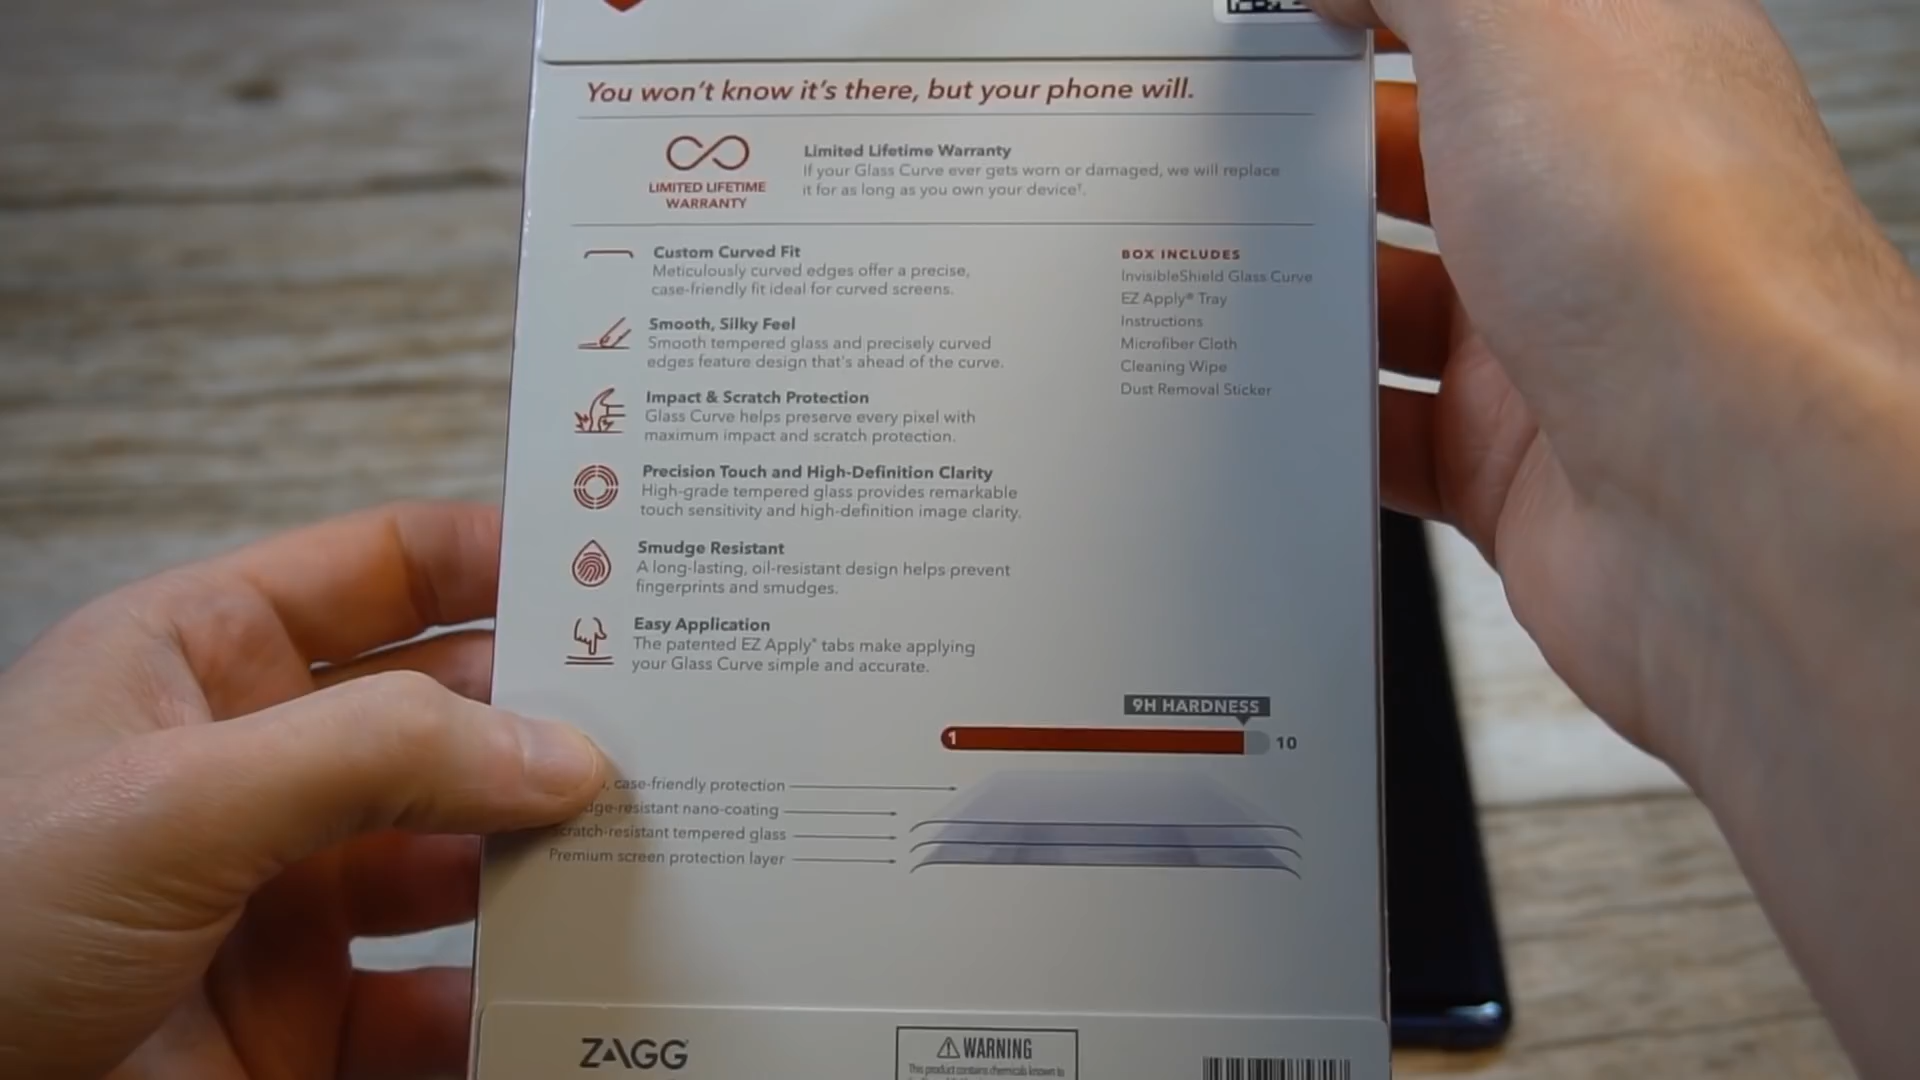 You won't know it's there, but your phone will.
LIMITED LIFETIME
WARRANTY
Limited Lifetime Warranty
If your Glass Curve ever gets worn or damaged, we will replace
it for as long as you own your device†.
Custom Curved Fit
Meticulously curved edges offer a precise,
case-friendly fit ideal for curved screens.
Smooth, Silky Feel
Smooth tempered glass and precisely curved
edges feature design that's ahead of the curve.
Impact & Scratch Protection
Glass Curve helps preserve every pixel with
maximum impact and scratch protection.
Precision Touch and High-Definition Clarity
High-grade tempered glass provides remarkable
touch sensitivity and high-definition image clarity.
Smudge Resistant
A long-lasting, oil-resistant design helps prevent
fingerprints and smudges.
Easy Application
The patented EZ Apply® tabs make applying
your Glass Curve simple and accurate.
BOX INCLUDES
InvisibleShield Glass Curve
EZ Apply® Tray
Instructions
Microfiber Cloth
Cleaning Wipe
Dust Removal Sticker
9H HARDNESS
1
10
case-friendly protection
nano-coating
tempered glass
Premium screen protection layer
ZAGG
WARNING
This product contains chemicals known to